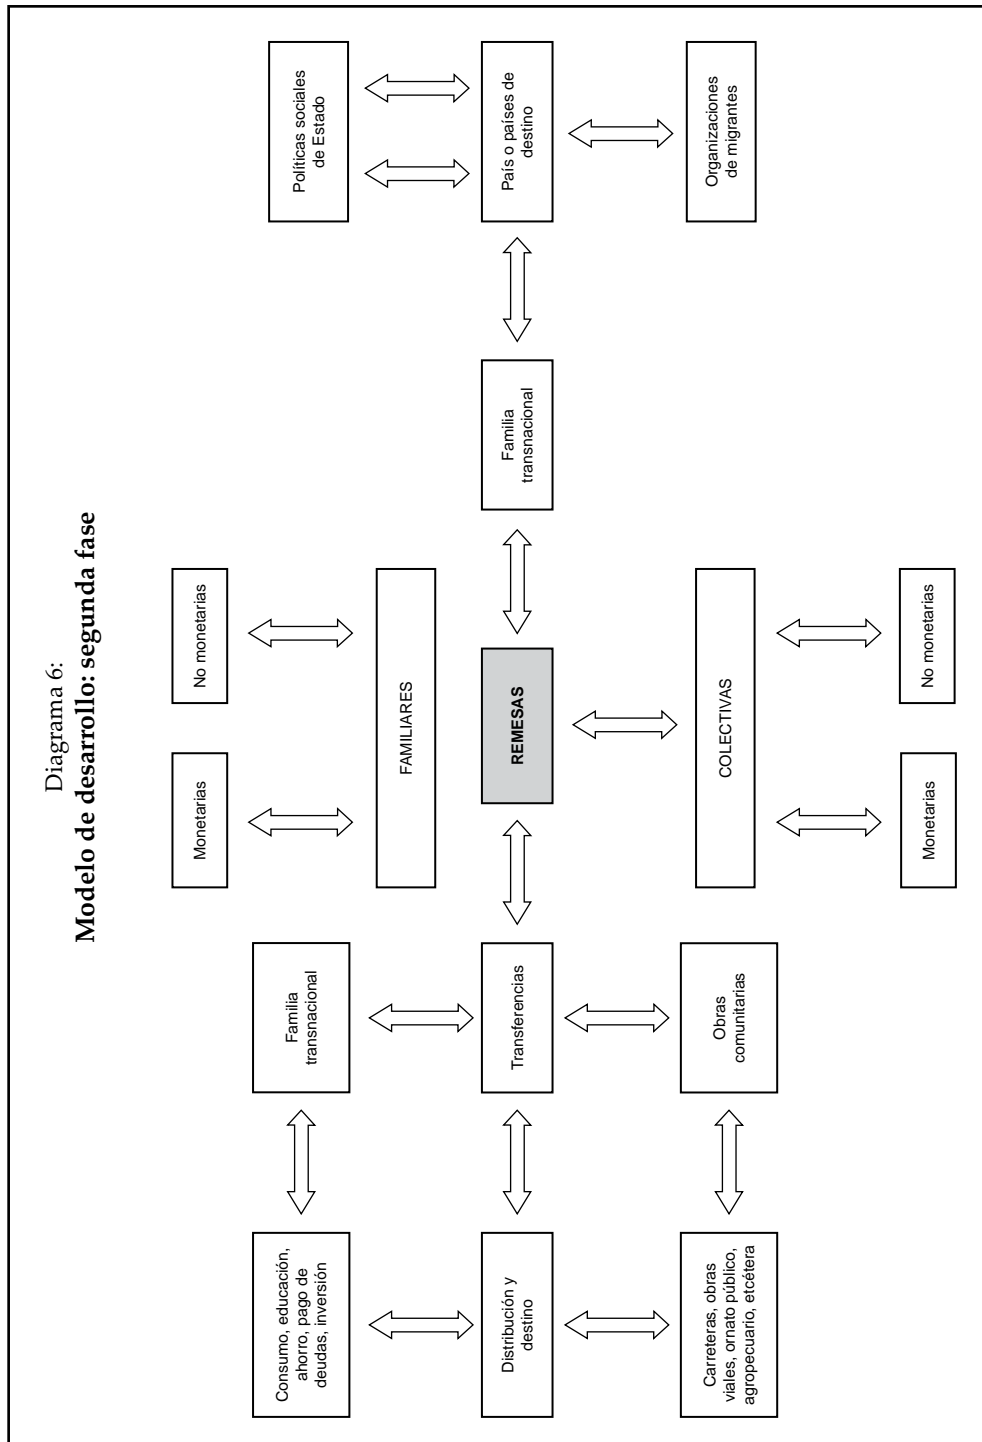 Diagrama 6:
Modelo de desarrollo: segunda fase
Monetarias
No monetarias
Consumo, educación,
ahorro, pago de
deudas, inversión
Familia
transnacional
Políticas sociales
de Estado
FAMILIARES
Distribución y
destino
Transferencias
REMESAS
Familia
transnacional
País o países de
destino
Carreteras, obras
viales, ornato público,
agropecuario, etcétera
Obras
comunitarias
COLECTIVAS
Organizaciones
de migrantes
Monetarias
No monetarias